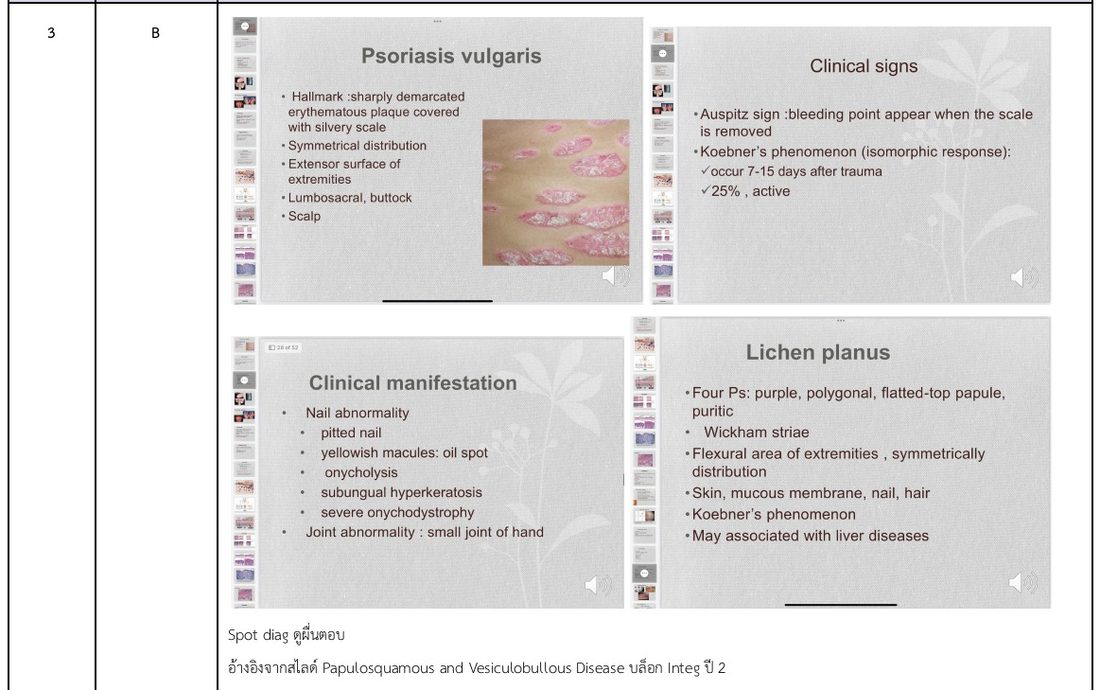 3
B
Psoriasis vulgaris
• Hallmark :sharply demarcated
erythematous plaque covered
with silvery scale
• Symmetrical distribution
• Extensor surface of
extremities
• Lumbosacral, buttock
• Scalp
Clinical signs
• Auspitz sign :bleeding point appear when the scale
is removed
• Koebner's phenomenon (isomorphic response):
✓occur 7-15 days after trauma
✓25% , active
28 of 52
Clinical manifestation
• Nail abnormality
• pitted nail
• yellowish macules: oil spot
• onycholysis
• subungual hyperkeratosis
• severe onychodystrophy
• Joint abnormality : small joint of hand
Lichen planus
• Four Ps: purple, polygonal, flatted-top papule,
puritic
• Wickham striae
• Flexural area of extremities , symmetrically
distribution
• Skin, mucous membrane, nail, hair
• Koebner's phenomenon
• May associated with liver diseases
Spot diag ดูผื่นตอบ
อ้างอิงจากสไลด์ Papulosquamous and Vesiculobullous Disease บล็อก Integ ปี 2